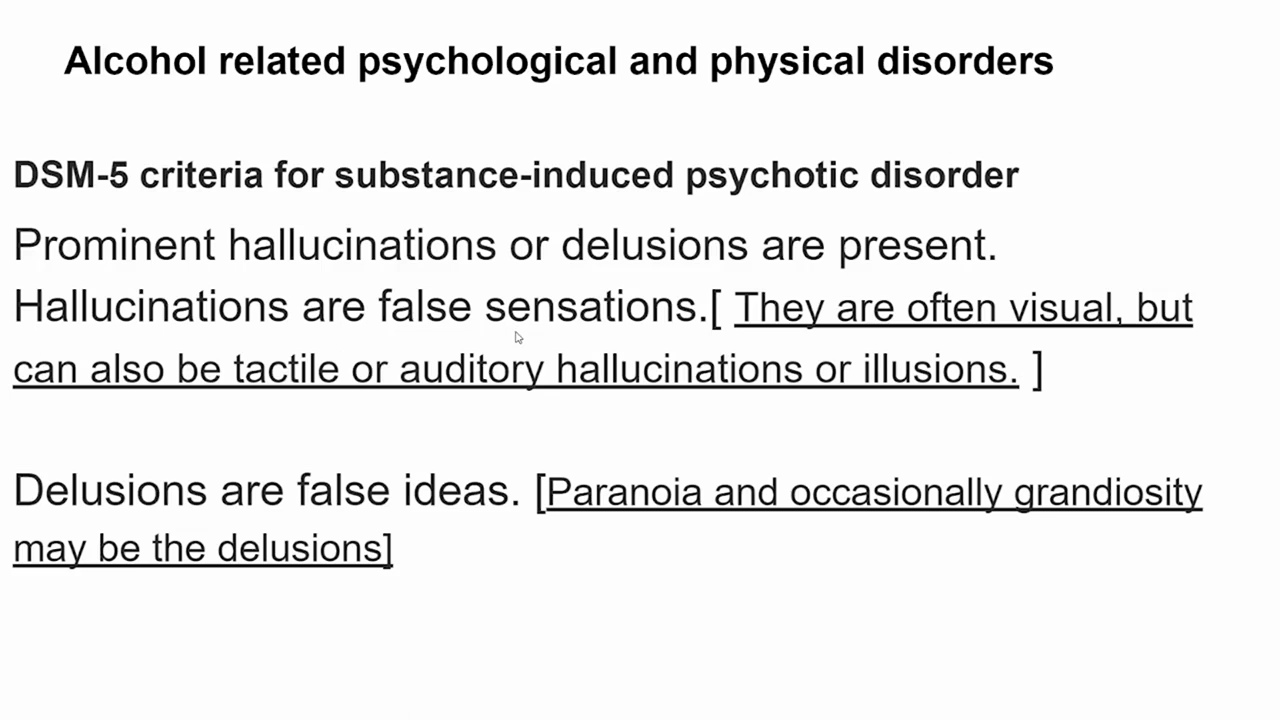 Alcohol related psychological and physical disorders
DSM-5 criteria for substance-induced psychotic disorder
Prominent hallucinations or delusions are present.
Hallucinations are false sensations.[ They are often visual, but
can also be tactile or auditory hallucinations or illusions. ]
Delusions are false ideas. [Paranoia and occasionally grandiosity
may be the delusions]